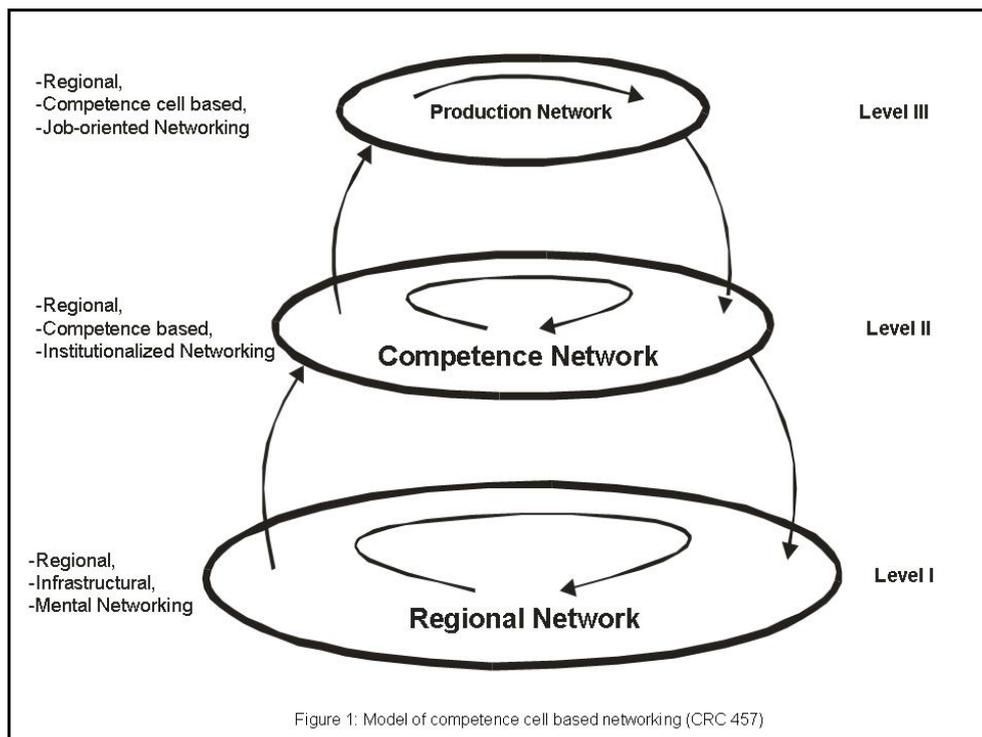 -Regional,
-Competence cell based,
-Job-oriented Networking
Production Network
Level III
-Regional,
-Competence based,
-Institutionalized Networking
Competence Network
Level II
-Regional,
-Infrastructural,
-Mental Networking
Regional Network
Level I
Figure 1: Model of competence cell based networking (CRC 457)